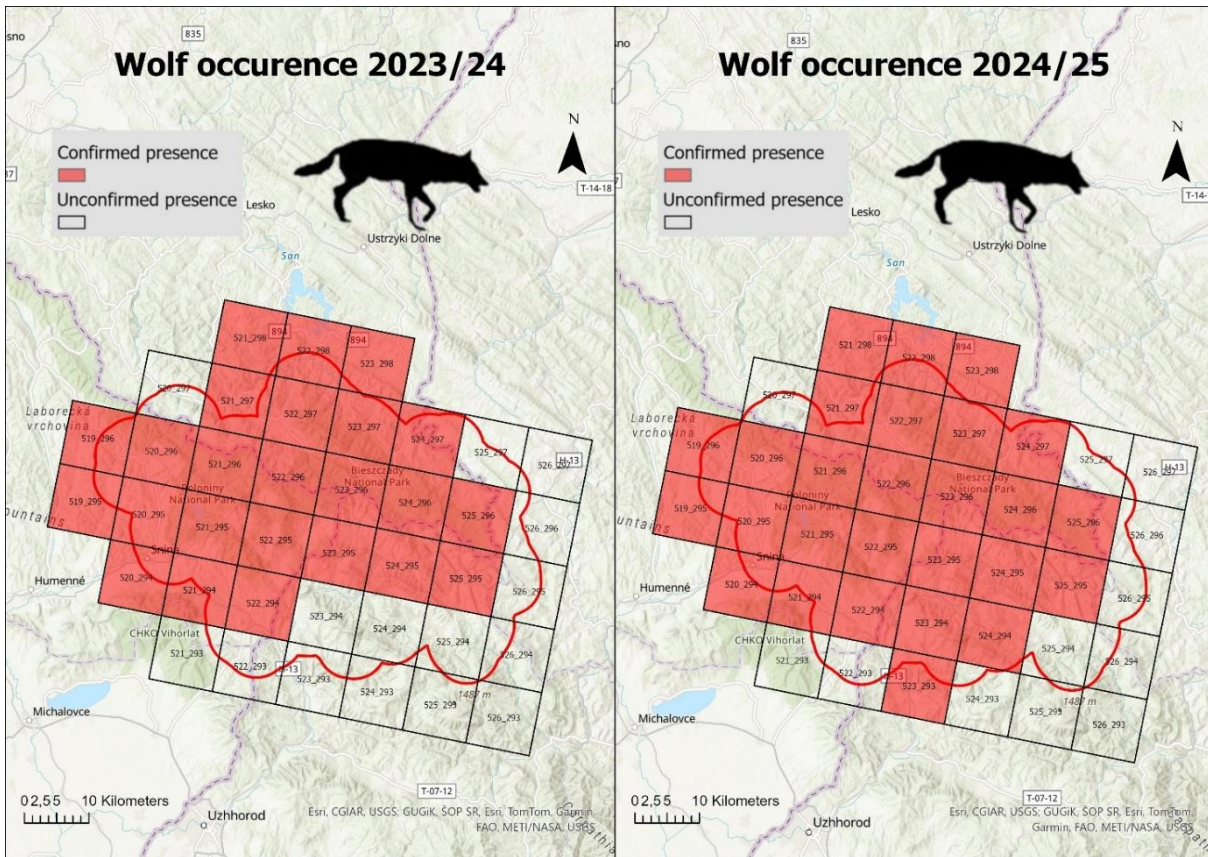 835
sno
Wolf occurence 2023/24
N
Confirmed presence
Unconfirmed presence
T-14-18
Lesko
Ustrzyki Dolne
San
894
894
521_298
522_298
523_298
520_297
521_297
522_297
523_297
524_297
525_297
526_297
H-13
Laborecká
vrchovina
519_296
520_296
521_296
522_296
523_296
524_296
525_296
526_296
Bieszczady
National Park
Poloniny
National Park
519_295
520_295
521_295
522_295
523_295
524_295
525_295
526_295
ountains
Snina
Humenné
520_294
521_294
522_294
523_294
524_294
525_294
526_294
CHKO Vihorlat
521_293
522_293
523_293
524_293
525_293
526_293
H-13
1487 m
Michalovce
T-07-12
Uzhhorod
0 2,5 5 10 Kilometers
Esri, CGIAR, USGS, GUGiK, ŠOP SR, Esri, TomTom, Garmin,
FAO, METI/NASA, USGS
835
sno
Wolf occurence 2024/25
N
Confirmed presence
Unconfirmed presence
T-14-
Lesko
Ustrzyki Dolne
San
894
894
521_298
522_298
523_298
520_297
521_297
522_297
523_297
524_297
525_297
526_297
H-13
Laborecká
vrchovina
519_296
520_296
521_296
522_296
523_296
524_296
525_296
526_296
Bieszczady
National Park
Poloniny
National Park
519_295
520_295
521_295
522_295
523_295
524_295
525_295
526_295
ountains
Snina
Humenné
520_294
521_294
522_294
523_294
524_294
525_294
526_294
CHKO Vihorlat
521_293
522_293
523_293
524_293
525_293
526_293
1487 m
Michalovce
T-07-12
Uzhhorod
0 2,5 5 10 Kilometers
Esri, CGIAR, USGS, GUGiK, ŠOP SR, Esri, TomTom,
Garmin, FAO, METI/NASA, USGS